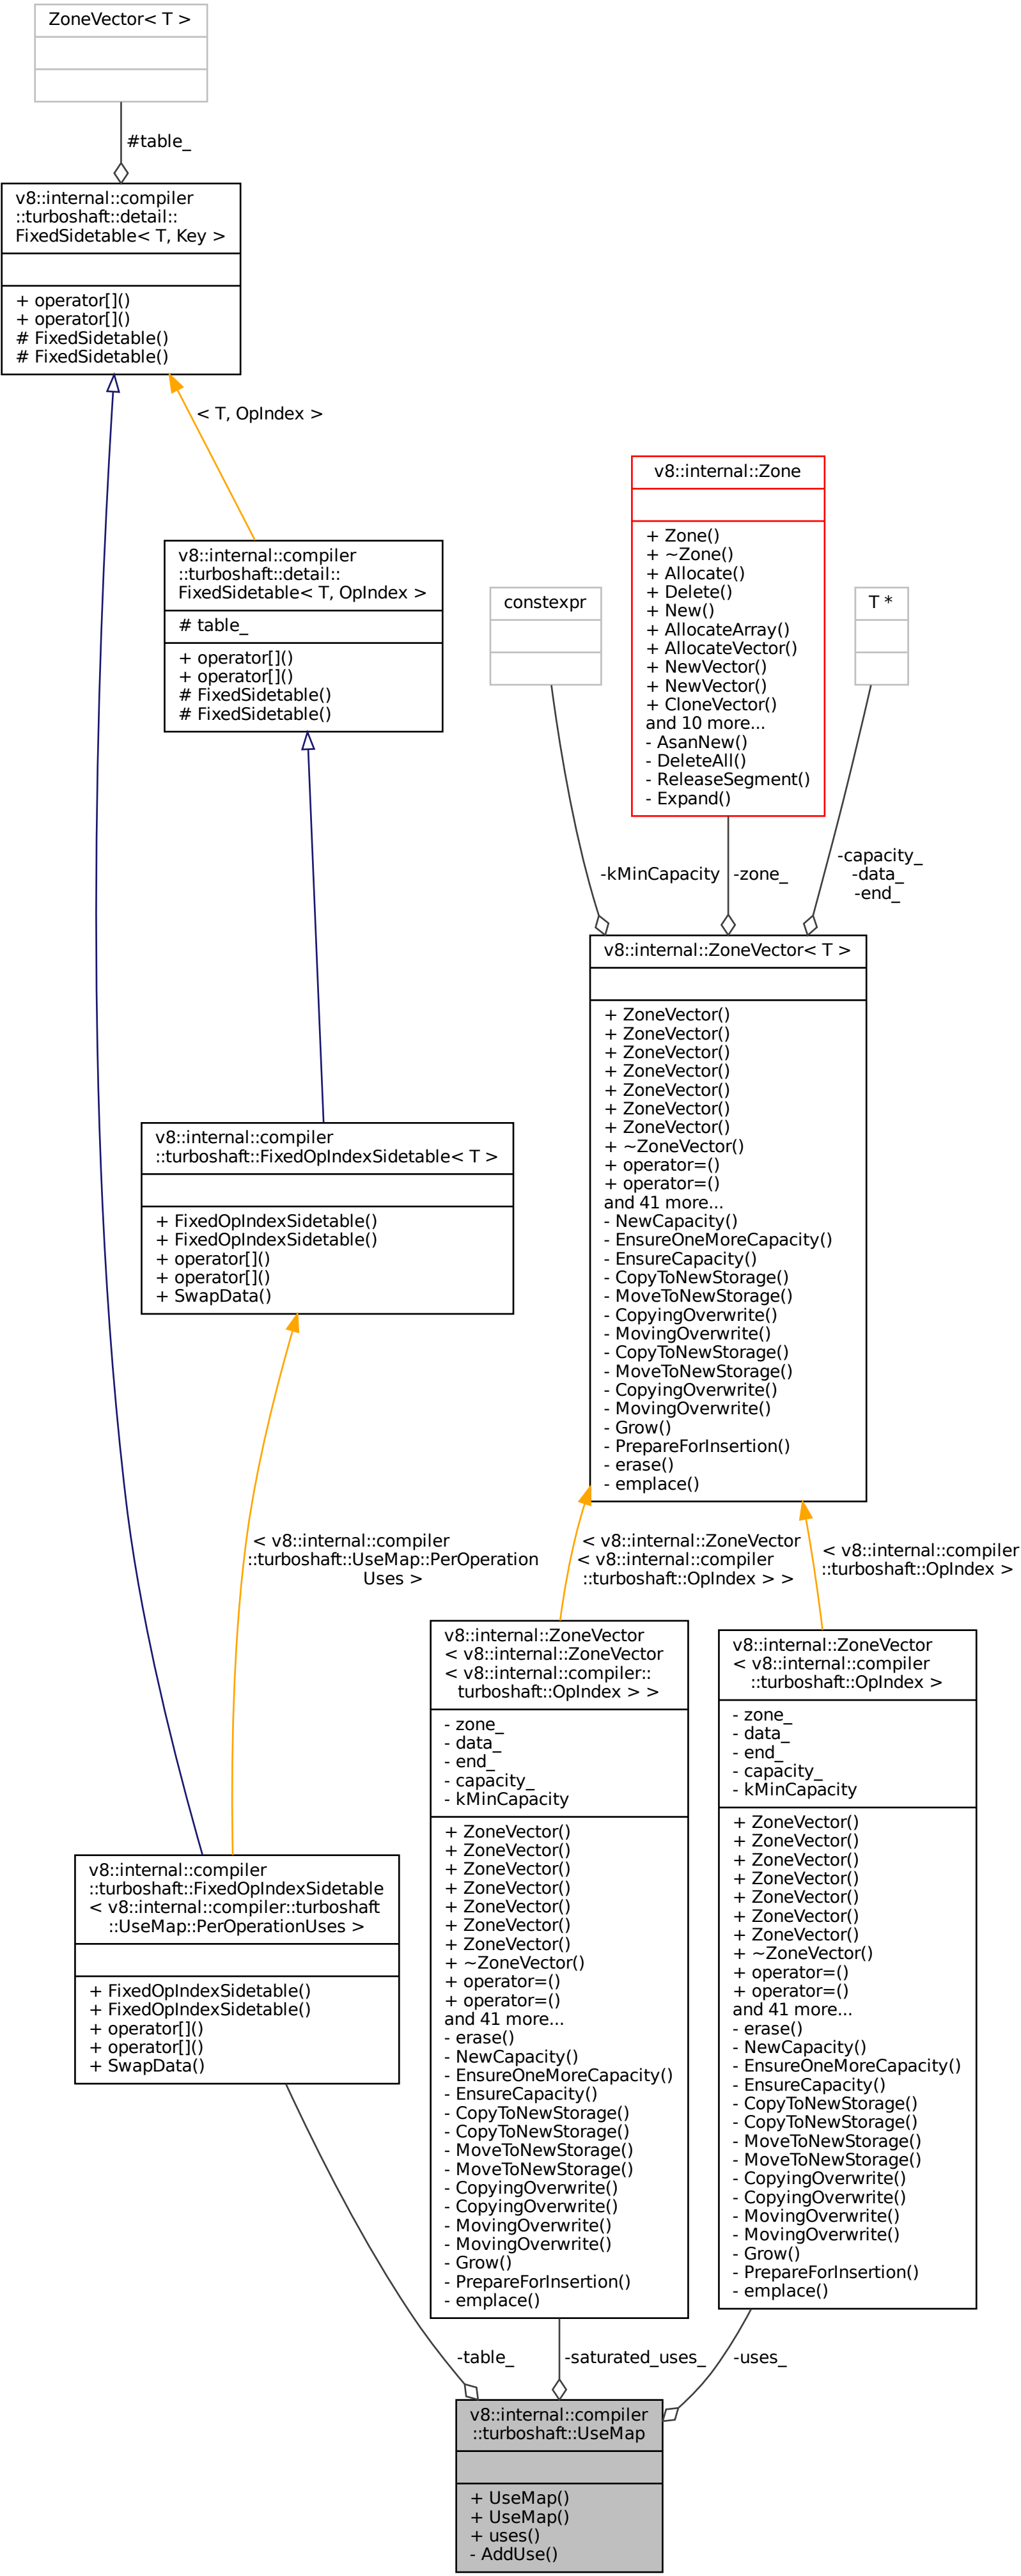 ZoneVector< T >
#table_
v8::internal::compiler
::turboshaft::detail::
FixedSidetable< T, Key >
+ operator[]()
+ operator[]()
# FixedSidetable()
# FixedSidetable()
< T, OpIndex >
v8::internal::compiler
::turboshaft::detail::
FixedSidetable< T, OpIndex >
# table_
+ operator[]()
+ operator[]()
# FixedSidetable()
# FixedSidetable()
constexpr
v8::internal::Zone
+ Zone()
+ ~Zone()
+ Allocate()
+ Delete()
+ New()
+ AllocateArray()
+ AllocateVector()
+ NewVector()
+ NewVector()
+ CloneVector()
and 10 more...
- AsanNew()
- DeleteAll()
- ReleaseSegment()
- Expand()
T *
-kMinCapacity
-zone_
-capacity_
-data_
-end_
v8::internal::ZoneVector< T >
+ ZoneVector()
+ ZoneVector()
+ ZoneVector()
+ ZoneVector()
+ ZoneVector()
+ ZoneVector()
+ ZoneVector()
+ ~ZoneVector()
+ operator=()
+ operator=()
and 41 more...
- NewCapacity()
- EnsureOneMoreCapacity()
- EnsureCapacity()
- CopyToNewStorage()
- MoveToNewStorage()
- CopyingOverwrite()
- MovingOverwrite()
- CopyToNewStorage()
- MoveToNewStorage()
- CopyingOverwrite()
- MovingOverwrite()
- Grow()
- PrepareForInsertion()
- erase()
- emplace()
v8::internal::compiler
::turboshaft::FixedOpIndexSidetable< T >
+ FixedOpIndexSidetable()
+ FixedOpIndexSidetable()
+ operator[]()
+ operator[]()
+ SwapData()
< v8::internal::compiler
::turboshaft::UseMap::PerOperation
Uses >
< v8::internal::ZoneVector
< v8::internal::compiler
::turboshaft::OpIndex > >
< v8::internal::compiler
::turboshaft::OpIndex >
v8::internal::compiler
::turboshaft::FixedOpIndexSidetable
< v8::internal::compiler::turboshaft
::UseMap::PerOperationUses >
+ FixedOpIndexSidetable()
+ FixedOpIndexSidetable()
+ operator[]()
+ operator[]()
+ SwapData()
v8::internal::ZoneVector
< v8::internal::ZoneVector
< v8::internal::compiler::
turboshaft::OpIndex > >
- zone_
- data_
- end_
- capacity_
- kMinCapacity
+ ZoneVector()
+ ZoneVector()
+ ZoneVector()
+ ZoneVector()
+ ZoneVector()
+ ZoneVector()
+ ZoneVector()
+ ~ZoneVector()
+ operator=()
+ operator=()
and 41 more...
- erase()
- NewCapacity()
- EnsureOneMoreCapacity()
- EnsureCapacity()
- CopyToNewStorage()
- CopyToNewStorage()
- MoveToNewStorage()
- MoveToNewStorage()
- CopyingOverwrite()
- CopyingOverwrite()
- MovingOverwrite()
- MovingOverwrite()
- Grow()
- PrepareForInsertion()
- emplace()
v8::internal::ZoneVector
< v8::internal::compiler
::turboshaft::OpIndex >
- zone_
- data_
- end_
- capacity_
- kMinCapacity
+ ZoneVector()
+ ZoneVector()
+ ZoneVector()
+ ZoneVector()
+ ZoneVector()
+ ZoneVector()
+ ZoneVector()
+ ~ZoneVector()
+ operator=()
+ operator=()
and 41 more...
- erase()
- NewCapacity()
- EnsureOneMoreCapacity()
- EnsureCapacity()
- CopyToNewStorage()
- CopyToNewStorage()
- MoveToNewStorage()
- MoveToNewStorage()
- CopyingOverwrite()
- CopyingOverwrite()
- MovingOverwrite()
- MovingOverwrite()
- Grow()
- PrepareForInsertion()
- emplace()
-table_
-saturated_uses_
-uses_
v8::internal::compiler
::turboshaft::UseMap
+ UseMap()
+ UseMap()
+ uses()
- AddUse()